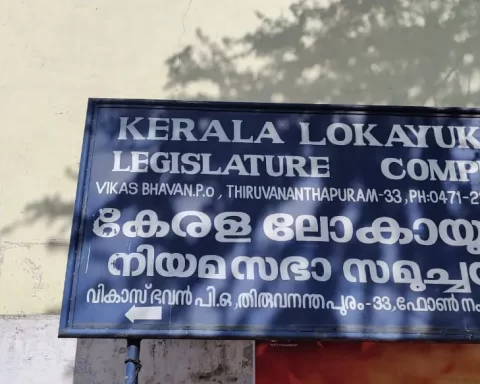 KERALA LOKAYUK
LEGISLATURE COMP
VIKAS BHAVAN.P.o , THIRUVANANTHAPURAM-33 ,PH:0471-2
കേരള ലോകായു
നിയമസഭാ സമുച്ച
വികാസ് ഭവൻ പി.ഒ ,തിരുവനന്തപുരം-33, ഫോൺ നം